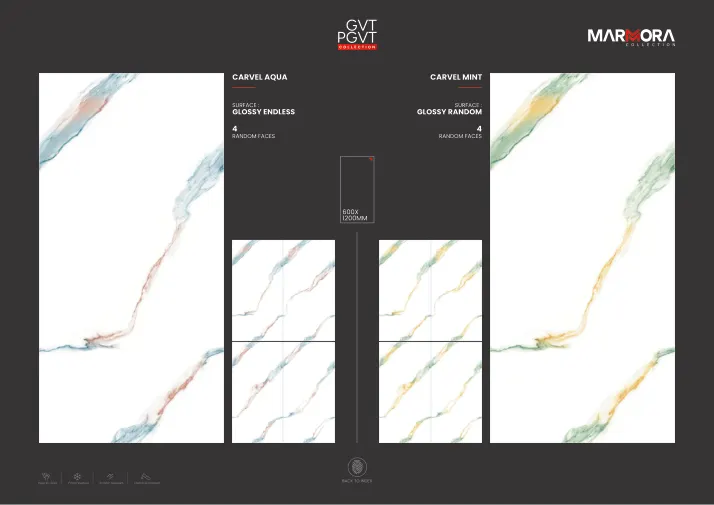 GVT
PGVT
COLLECTION
MARMORA
COLLECTION
CARVEL AQUA
SURFACE :
GLOSSY ENDLESS
4
RANDOM FACES
CARVEL MINT
SURFACE :
GLOSSY RANDOM
4
RANDOM FACES
600X
1200MM
BACK TO INDEX